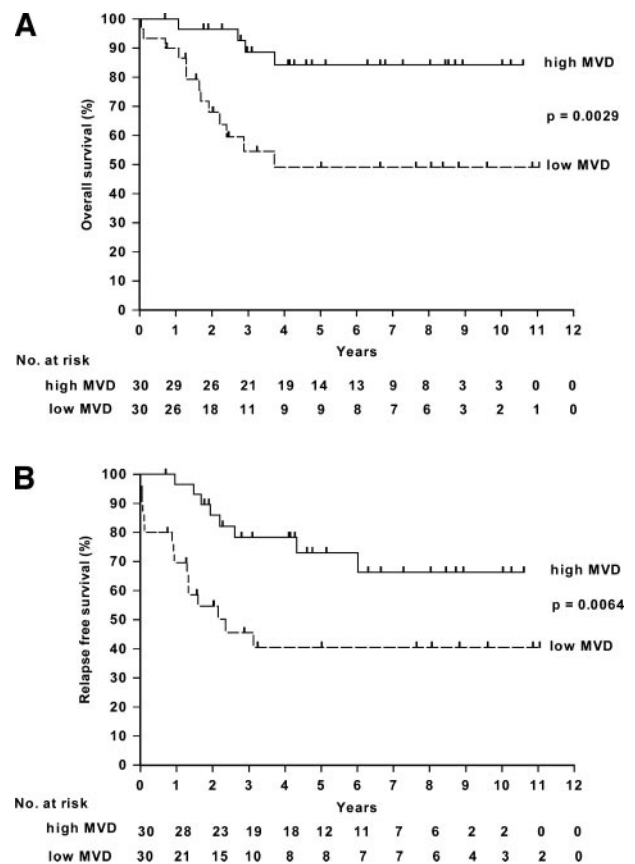 A
100
90
80
70
60
50
40
30
20
10
0
Overall survival (%)
high MVD
p = 0.0029
low MVD
0 1 2 3 4 5 6 7 8 9 10 11 12
Years
No. at risk
high MVD 30 29 26 21 19 14 13 9 8 3 3 0 0
low MVD 30 26 18 11 9 9 8 7 6 3 2 1 0
B
100
90
80
70
60
50
40
30
20
10
0
Relapse free survival (%)
high MVD
p = 0.0064
low MVD
0 1 2 3 4 5 6 7 8 9 10 11 12
Years
No. at risk
high MVD 30 28 23 19 18 12 11 7 6 2 2 0 0
low MVD 30 21 15 10 8 8 7 7 6 4 3 2 0